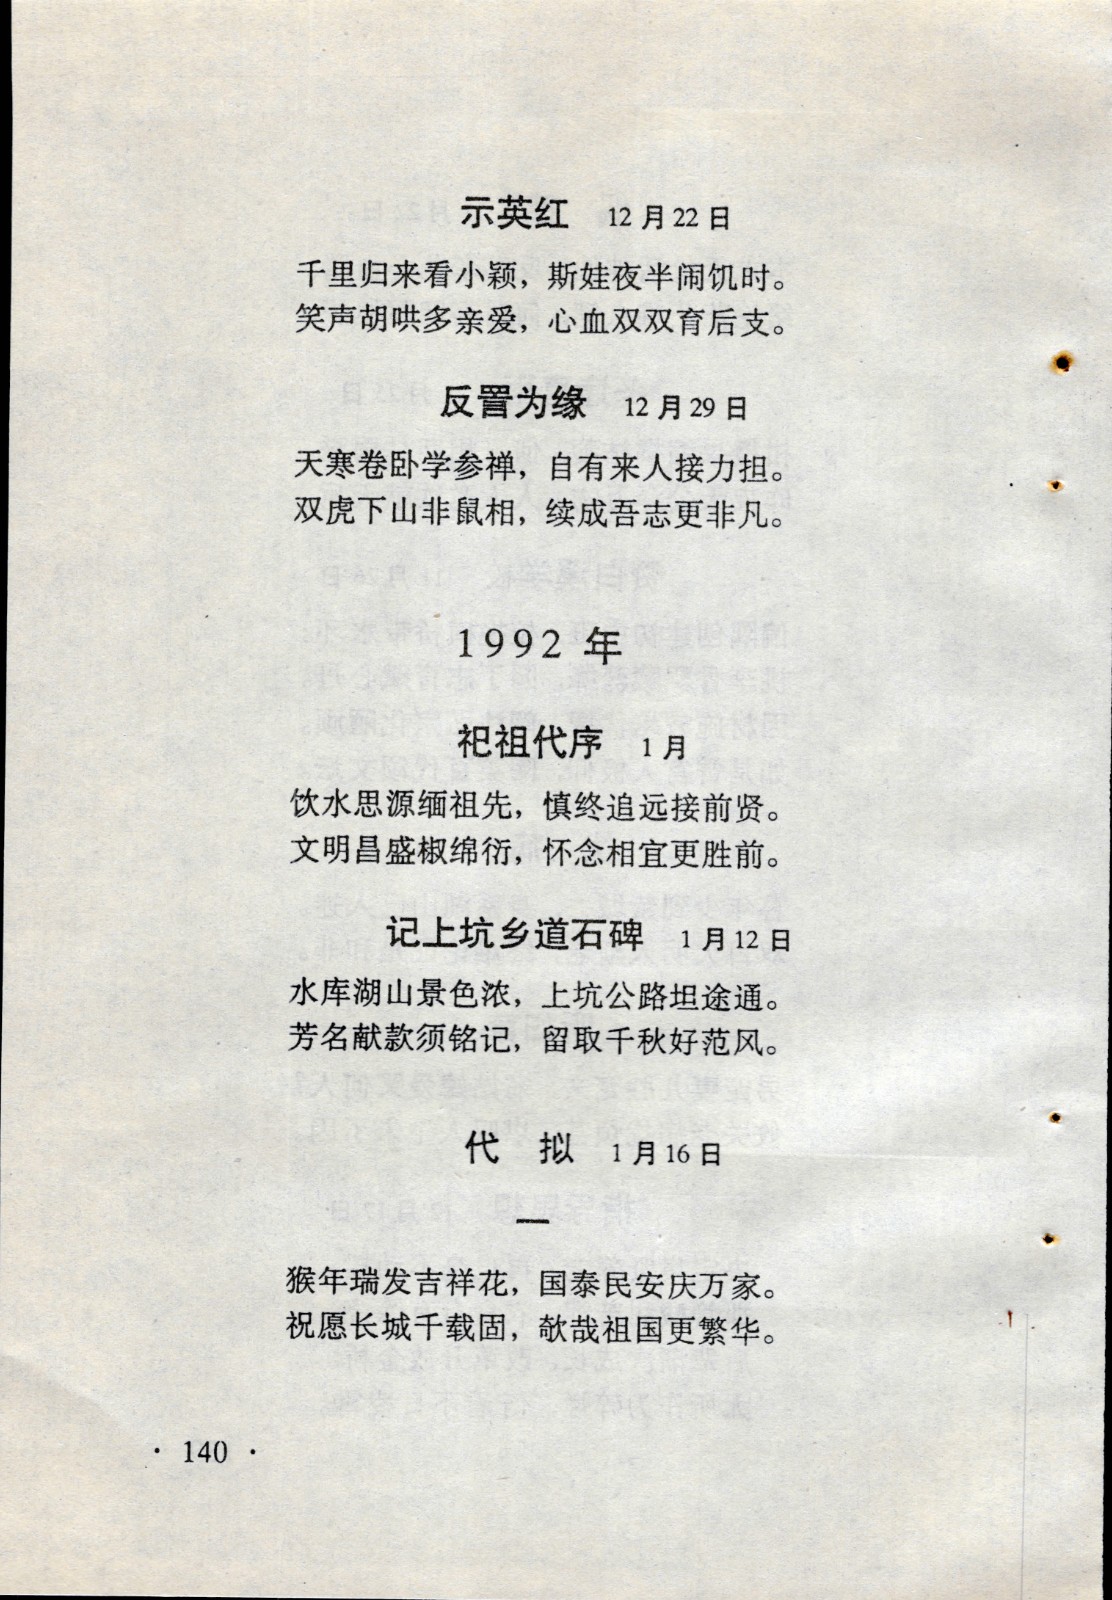 示英红 12月22日
千里归来看小颖，斯娃夜半闹饥时。
笑声胡哄多亲爱，心血双双育后支。
反詈为缘 12月29日
天寒卷卧学参禅，自有来人接力担。
双虎下山非鼠相，续成吾志更非凡。
1992年
祀祖代序 1月
饮水思源缅祖先，慎终追远接前贤。
文明昌盛椒绵衍，怀念相宜更胜前。
记上坑乡道石碑 1月12日
水库湖山景色浓，上坑公路坦途通。
芳名献款须铭记，留取千秋好范风。
代 拟 1月16日
一
猴年瑞发吉祥花，国泰民安庆万家。
祝愿长城千载固，欹哉祖国更繁华。
· 140 ·